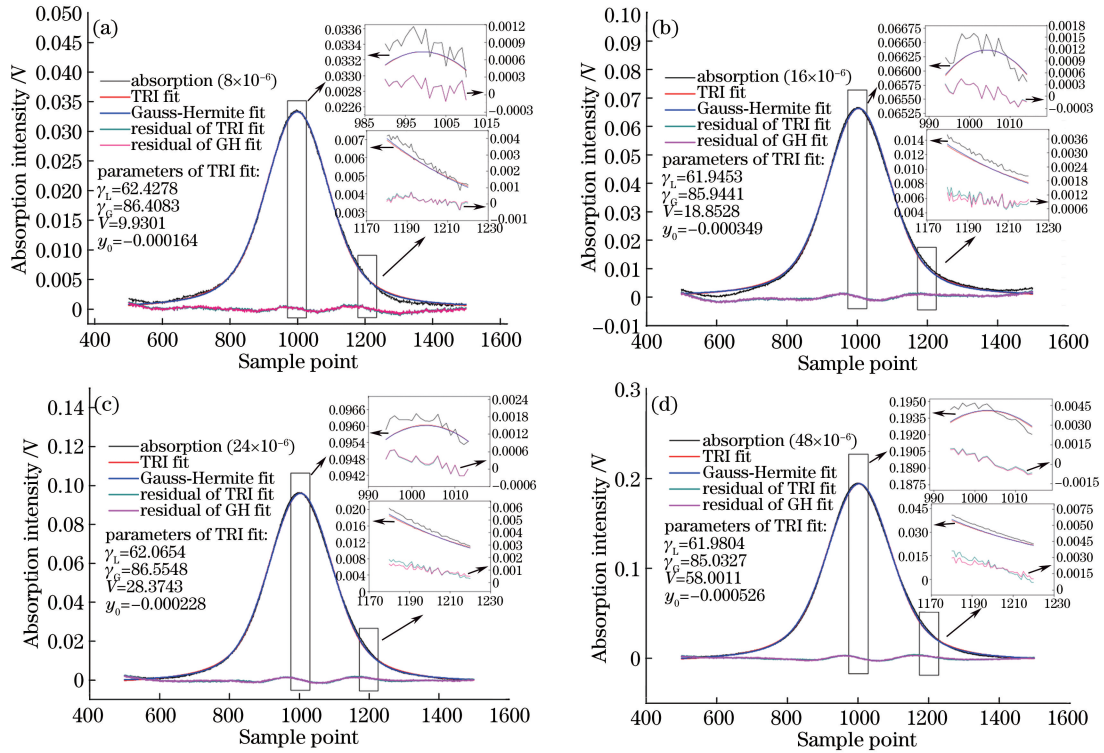 (a)
Absorption intensity /V
0.050
0.045
0.040
0.035
0.030
0.025
0.020
0.015
0.010
0.005
0
absorption (8×10⁻⁶)
TRI fit
Gauss-Hermite fit
residual of TRI fit
residual of GH fit
parameters of TRI fit:
γL=62.4278
γG=86.4083
V=9.9301
y₀=−0.000164
0.0336
0.0334
0.0332
0.0330
0.0328
0.0226
0.0012
0.0009
0.0006
0.0003
0
−0.0003
985 995 1005 1015
0.007
0.006
0.005
0.004
0.003
0.004
0.003
0.002
0.001
0
−0.001
1170 1190 1210 1230
400 600 800 1000 1200 1400 1600
Sample point
(b)
Absorption intensity /V
0.10
0.09
0.08
0.07
0.06
0.05
0.04
0.03
0.02
0.01
0
−0.01
absorption (16×10⁻⁶)
TRI fit
Gauss-Hermite fit
residual of TRI fit
residual of GH fit
parameters of TRI fit:
γL=61.9453
γG=85.9441
V=18.8528
y₀=−0.000349
0.06675
0.06650
0.06625
0.06600
0.06575
0.06550
0.06525
0.0018
0.0015
0.0012
0.0009
0.0006
0.0003
0
−0.0003
990 1000 1010
0.014
0.012
0.010
0.008
0.006
0.004
0.0036
0.0030
0.0024
0.0018
0.0012
0.0006
1170 1190 1210 1230
400 600 800 1000 1200 1400 1600
Sample point
(c)
Absorption intensity /V
0.14
0.12
0.10
0.08
0.06
0.04
0.02
0
absorption (24×10⁻⁶)
TRI fit
Gauss-Hermite fit
residual of TRI fit
residual of GH fit
parameters of TRI fit:
γL=62.0654
γG=86.5548
V=28.3743
y₀=−0.000228
0.0966
0.0960
0.0954
0.0948
0.0942
0.0024
0.0018
0.0012
0.0006
0
−0.0006
990 1000 1010
0.020
0.016
0.012
0.008
0.004
0
0.006
0.005
0.004
0.003
0.002
0.001
0
1170 1190 1210 1230
400 600 800 1000 1200 1400 1600
Sample point
(d)
Absorption intensity /V
0.3
0.2
0.1
0
absorption (48×10⁻⁶)
TRI fit
Gauss-Hermite fit
residual of TRI fit
residual of GH fit
parameters of TRI fit:
γL=61.9804
γG=85.0327
V=58.0011
y₀=−0.000526
0.1950
0.1935
0.1920
0.1905
0.1890
0.1875
0.0045
0.0030
0.0015
0
−0.0015
990 1000 1010
0.045
0.030
0.015
0
0.0075
0.0060
0.0045
0.0030
0.0015
0
1170 1190 1210 1230
400 600 800 1000 1200 1400 1600
Sample point